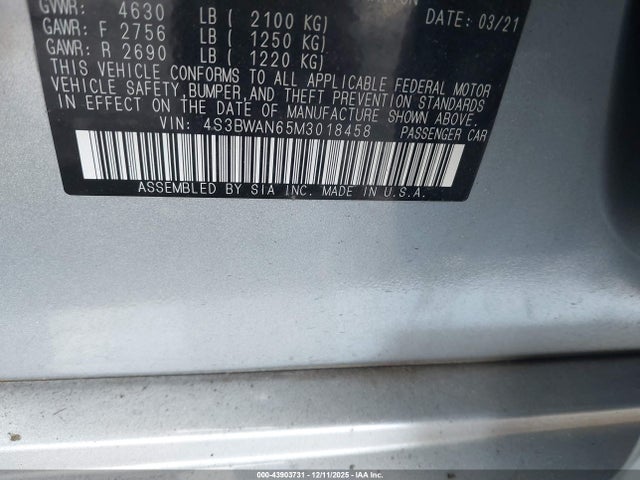 GVWR: 4630 LB ( 2100 KG)
DATE: 03/21
GAWR: F 2756 LB ( 1250 KG)
GAWR: R 2690 LB ( 1220 KG)
THIS VEHICLE CONFORMS TO ALL APPLICABLE FEDERAL MOTOR
VEHICLE SAFETY, BUMPER, AND THEFT PREVENTION STANDARDS
IN EFFECT ON THE DATE OF MANUFACTURE SHOWN ABOVE.
VIN: 4S3BWAN65M3018458 PASSENGER CAR
ASSEMBLED BY SIA INC. MADE IN U.S.A.
000-43903731 - 12/11/2025 - IAAI.COM